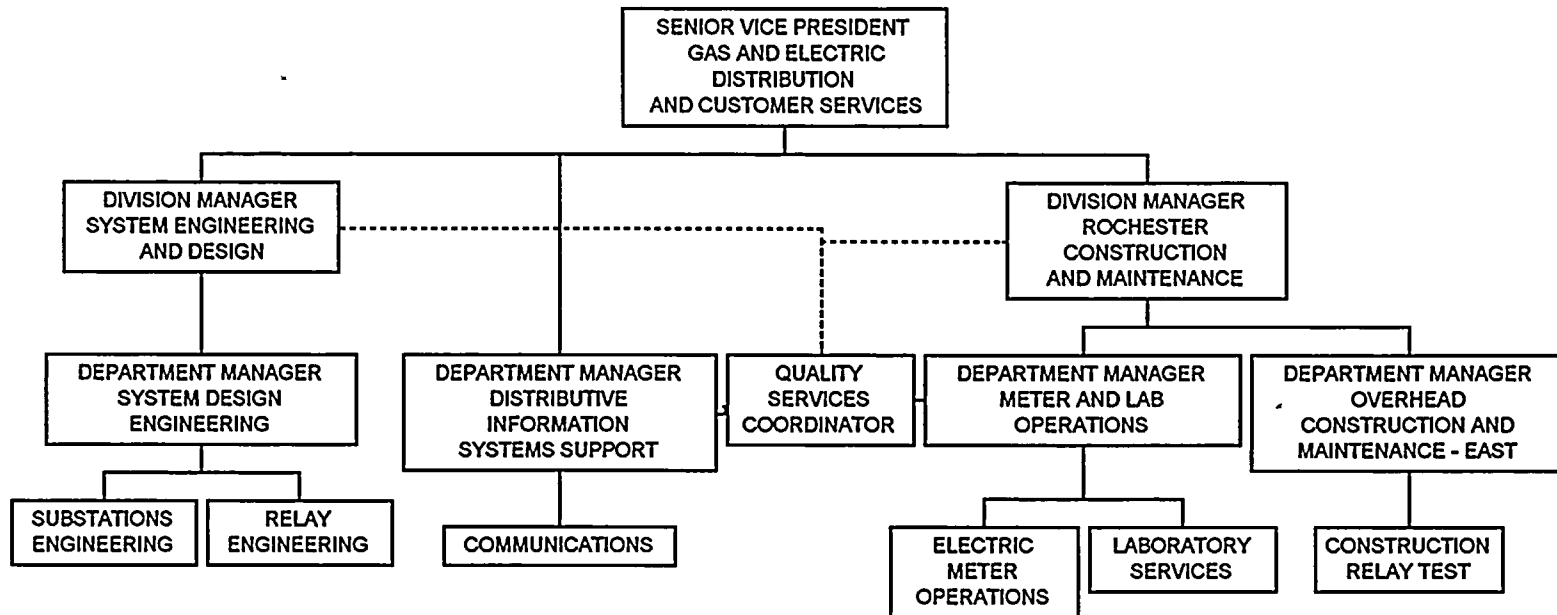 SENIOR VICE PRESIDENT
GAS AND ELECTRIC
DISTRIBUTION
AND CUSTOMER SERVICES
DIVISION MANAGER
SYSTEM ENGINEERING
AND DESIGN
DIVISION MANAGER
ROCHESTER
CONSTRUCTION
AND MAINTENANCE
DEPARTMENT MANAGER
SYSTEM DESIGN
ENGINEERING
DEPARTMENT MANAGER
DISTRIBUTIVE
INFORMATION
SYSTEMS SUPPORT
QUALITY
SERVICES
COORDINATOR
DEPARTMENT MANAGER
METER AND LAB
OPERATIONS
DEPARTMENT MANAGER
OVERHEAD
CONSTRUCTION AND
MAINTENANCE - EAST
SUBSTATIONS
ENGINEERING
RELAY
ENGINEERING
COMMUNICATIONS
ELECTRIC
METER
OPERATIONS
LABORATORY
SERVICES
CONSTRUCTION
RELAY TEST